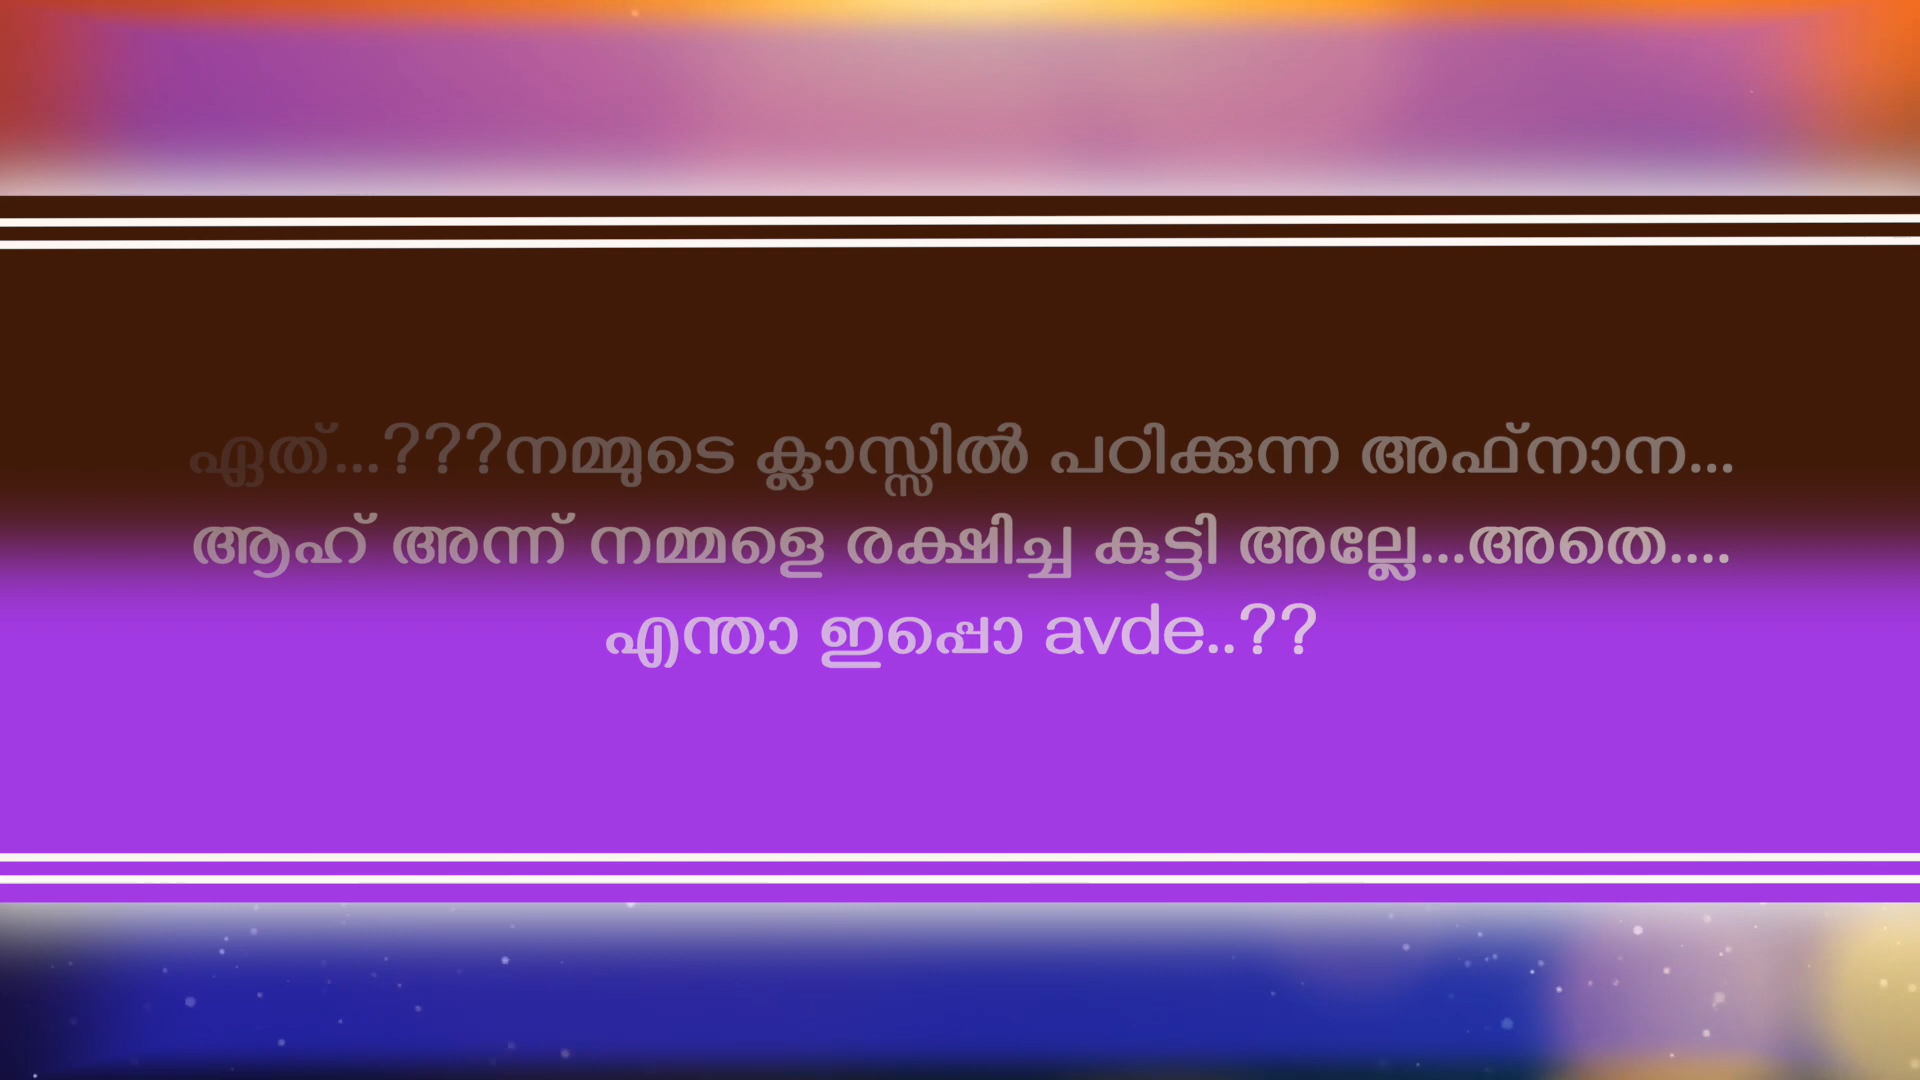 ഏത്...???നമ്മുടെ ക്ലാസ്സിൽ പഠിക്കുന്ന അഫ്നാന...
ആഹ് അന്ന് നമ്മളെ രക്ഷിച്ച കുട്ടി അല്ലേ...അതെ....
എന്താ ഇപ്പൊ avde..??